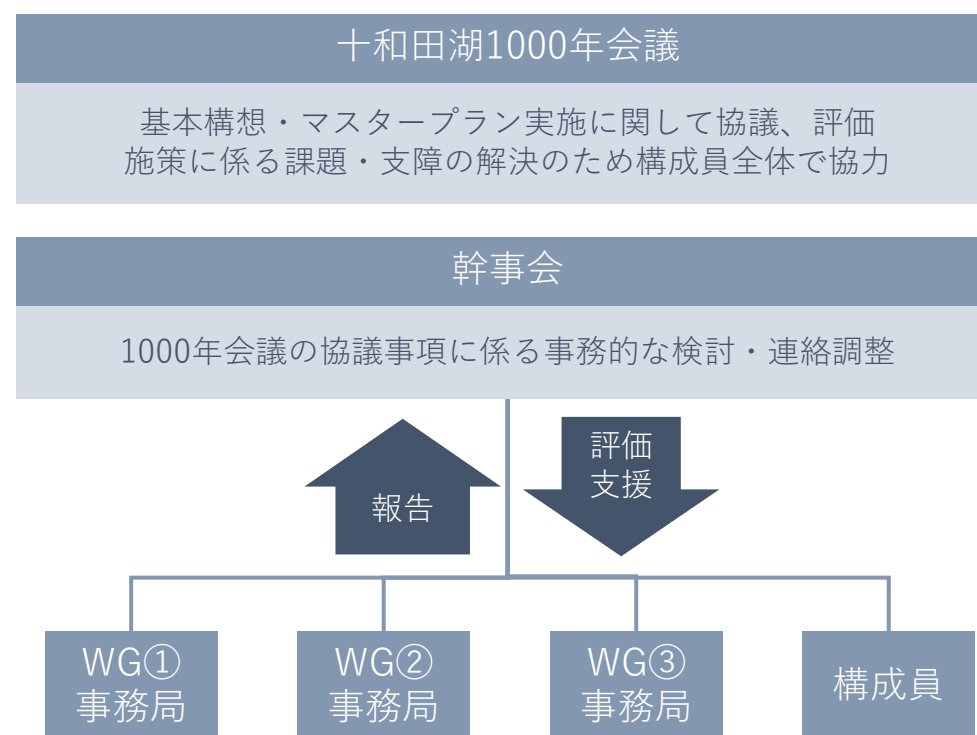 十和田湖1000年会議
基本構想・マスタープラン実施に関して協議、評価
施策に係る課題・支障の解決のため構成員全体で協力
幹事会
1000年会議の協議事項に係る事務的な検討・連絡調整
報告
評価
支援
WG①
事務局
WG②
事務局
WG③
事務局
構成員